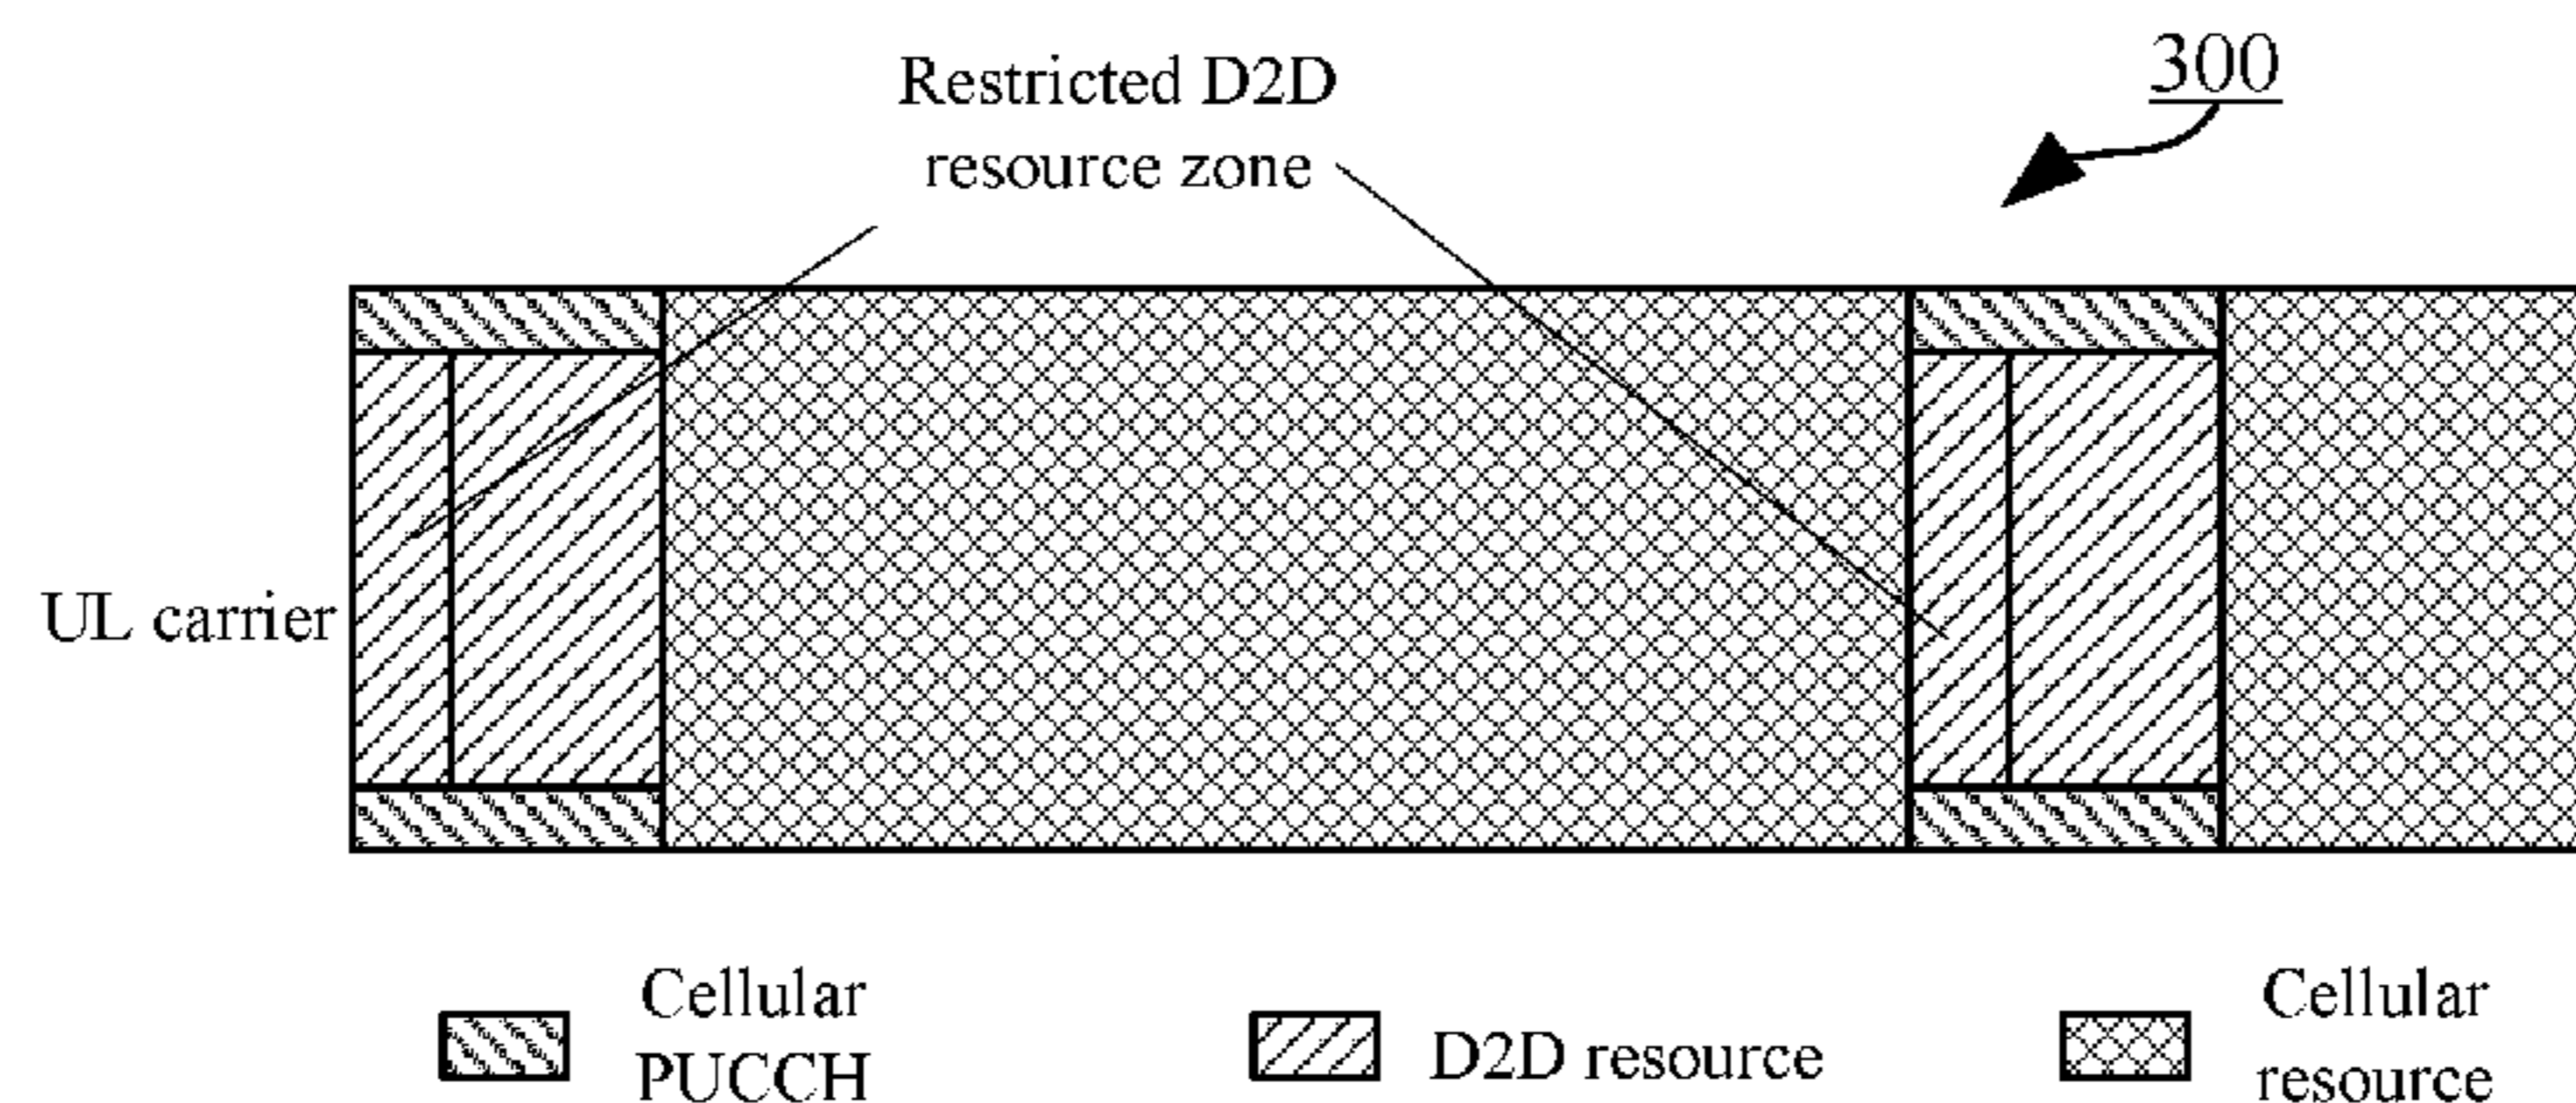 300
Restricted D2D
resource zone
UL carrier
Cellular
PUCCH
D2D resource
Cellular
resource